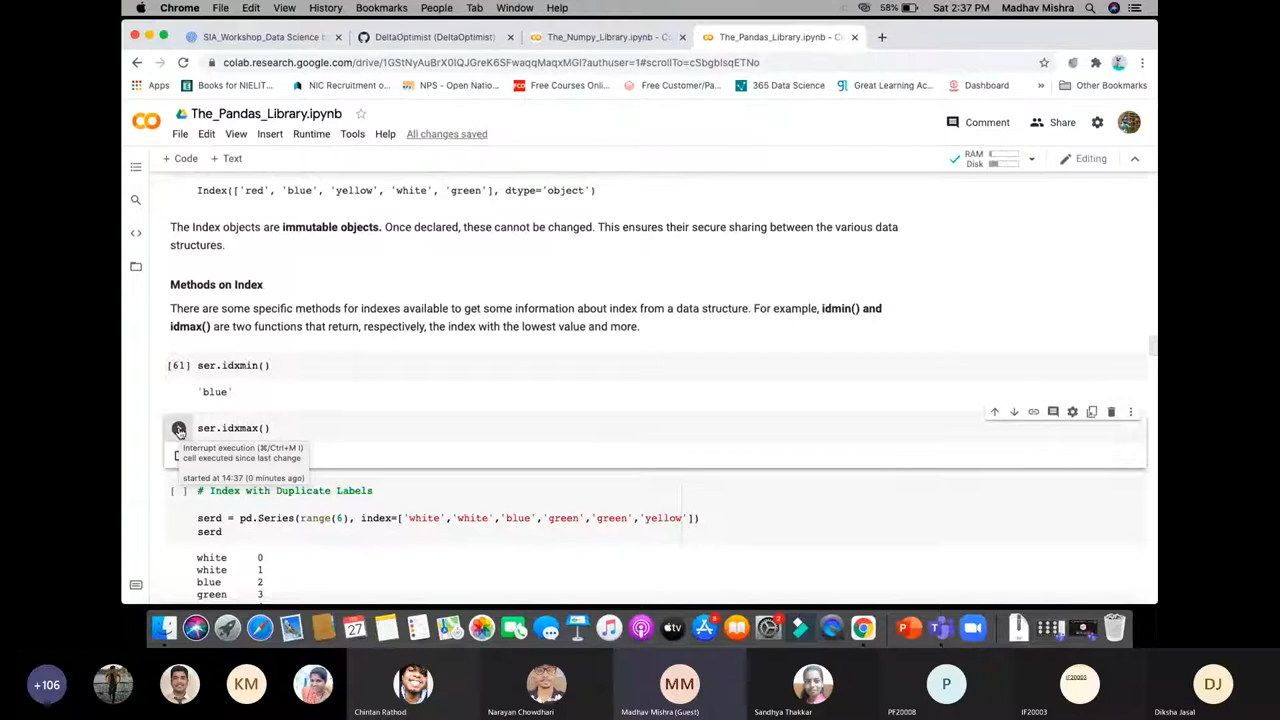 Chrome File Edit View History Bookmarks People Tab Window Help 58% Sat 2:37 PM Madhav Mishra
SIA_Workshop_Data Science b × DeltaOptimist (DeltaOptimist) × The_Numpy_Library.ipynb - Co × The_Pandas_Library.ipynb - Co × +
colab.research.google.com/drive/1GStNyAuBrX0IQJGreK6SFwaqqMaqxMGl?authuser=1#scrollTo=cSbgbIsqETNo
Apps Books for NIELIT... NIC Recruitment o... NPS - Open Natio... Free Courses Onli... Free Customer/Pa... 365 Data Science Great Learning Ac... Dashboard » Other Bookmarks
The_Pandas_Library.ipynb
Comment Share
File Edit View Insert Runtime Tools Help All changes saved
+ Code + Text
RAM
Disk
Editing
Index(['red', 'blue', 'yellow', 'white', 'green'], dtype='object')
The Index objects are immutable objects. Once declared, these cannot be changed. This ensures their secure sharing between the various data
structures.
Methods on Index
There are some specific methods for indexes available to get some information about index from a data structure. For example, idmin() and
idmax() are two functions that return, respectively, the index with the lowest value and more.
[61] ser.idxmin()
'blue'
ser.idxmax()
Interrupt execution (⌘/Ctrl+M I)
cell executed since last change
started at 14:37 (0 minutes ago)
[ ] # Index with Duplicate Labels
serd = pd.Series(range(6), index=['white','white','blue','green','green','yellow'])
serd
white 0
white 1
blue 2
green 3
+106 KM MM P DJ
Chintan Rathod Narayan Chowdhari Madhav Mishra (Guest) Sandhya Thakkar PF20008 IF20003 Diksha Jasal